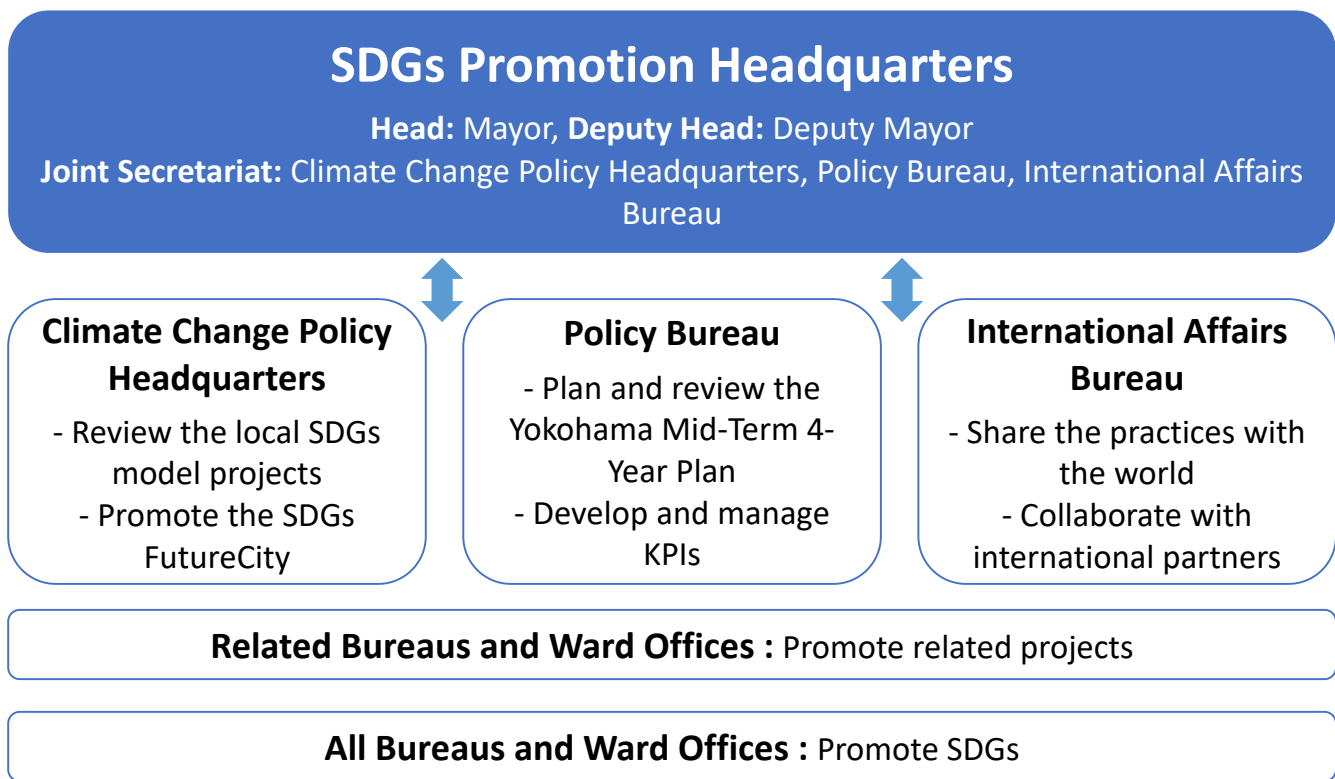 SDGs Promotion Headquarters
Head: Mayor, Deputy Head: Deputy Mayor
Joint Secretariat: Climate Change Policy Headquarters, Policy Bureau, International Affairs
Bureau
Climate Change Policy
Headquarters
- Review the local SDGs
model projects
- Promote the SDGs
FutureCity
Policy Bureau
- Plan and review the
Yokohama Mid-Term 4-
Year Plan
- Develop and manage
KPIs
International Affairs
Bureau
- Share the practices with
the world
- Collaborate with
international partners
Related Bureaus and Ward Offices : Promote related projects
All Bureaus and Ward Offices : Promote SDGs